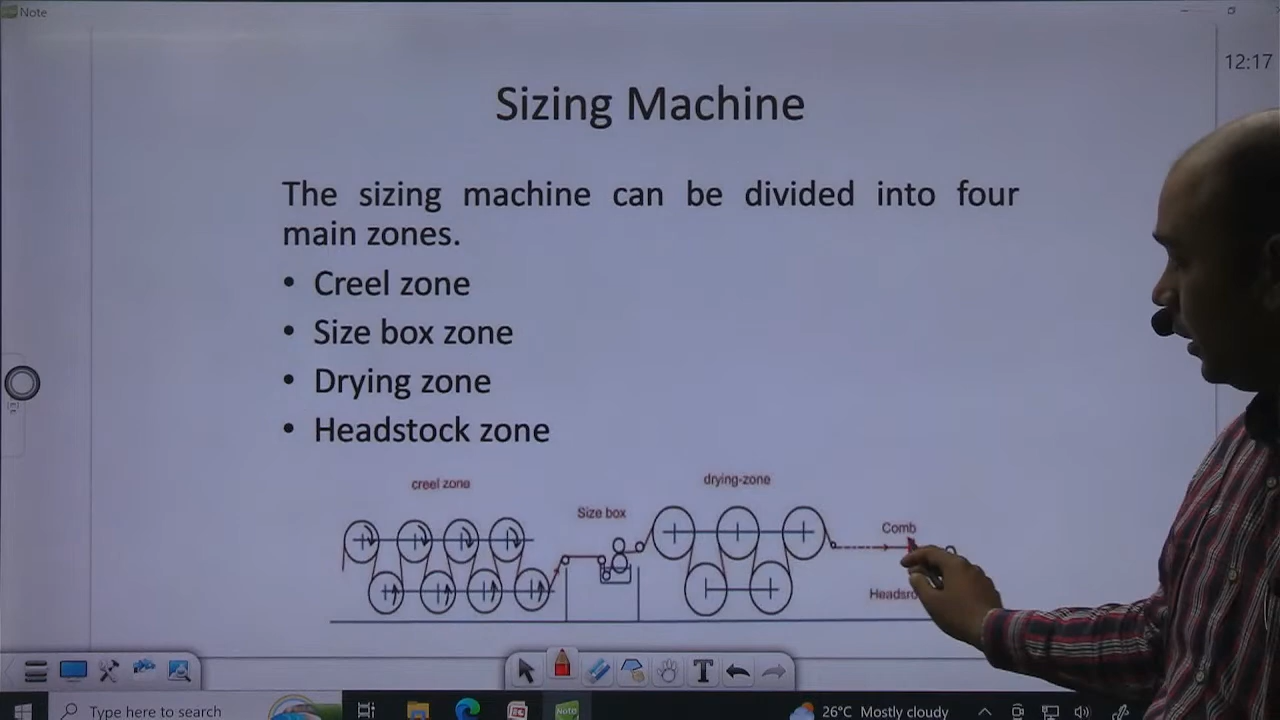 Note
12:17
Sizing Machine
The sizing machine can be divided into four
main zones.
• Creel zone
• Size box zone
• Drying zone
• Headstock zone
creel zone
drying-zone
Size box
Comb
T
Type here to search
Note
26°C Mostly cloudy